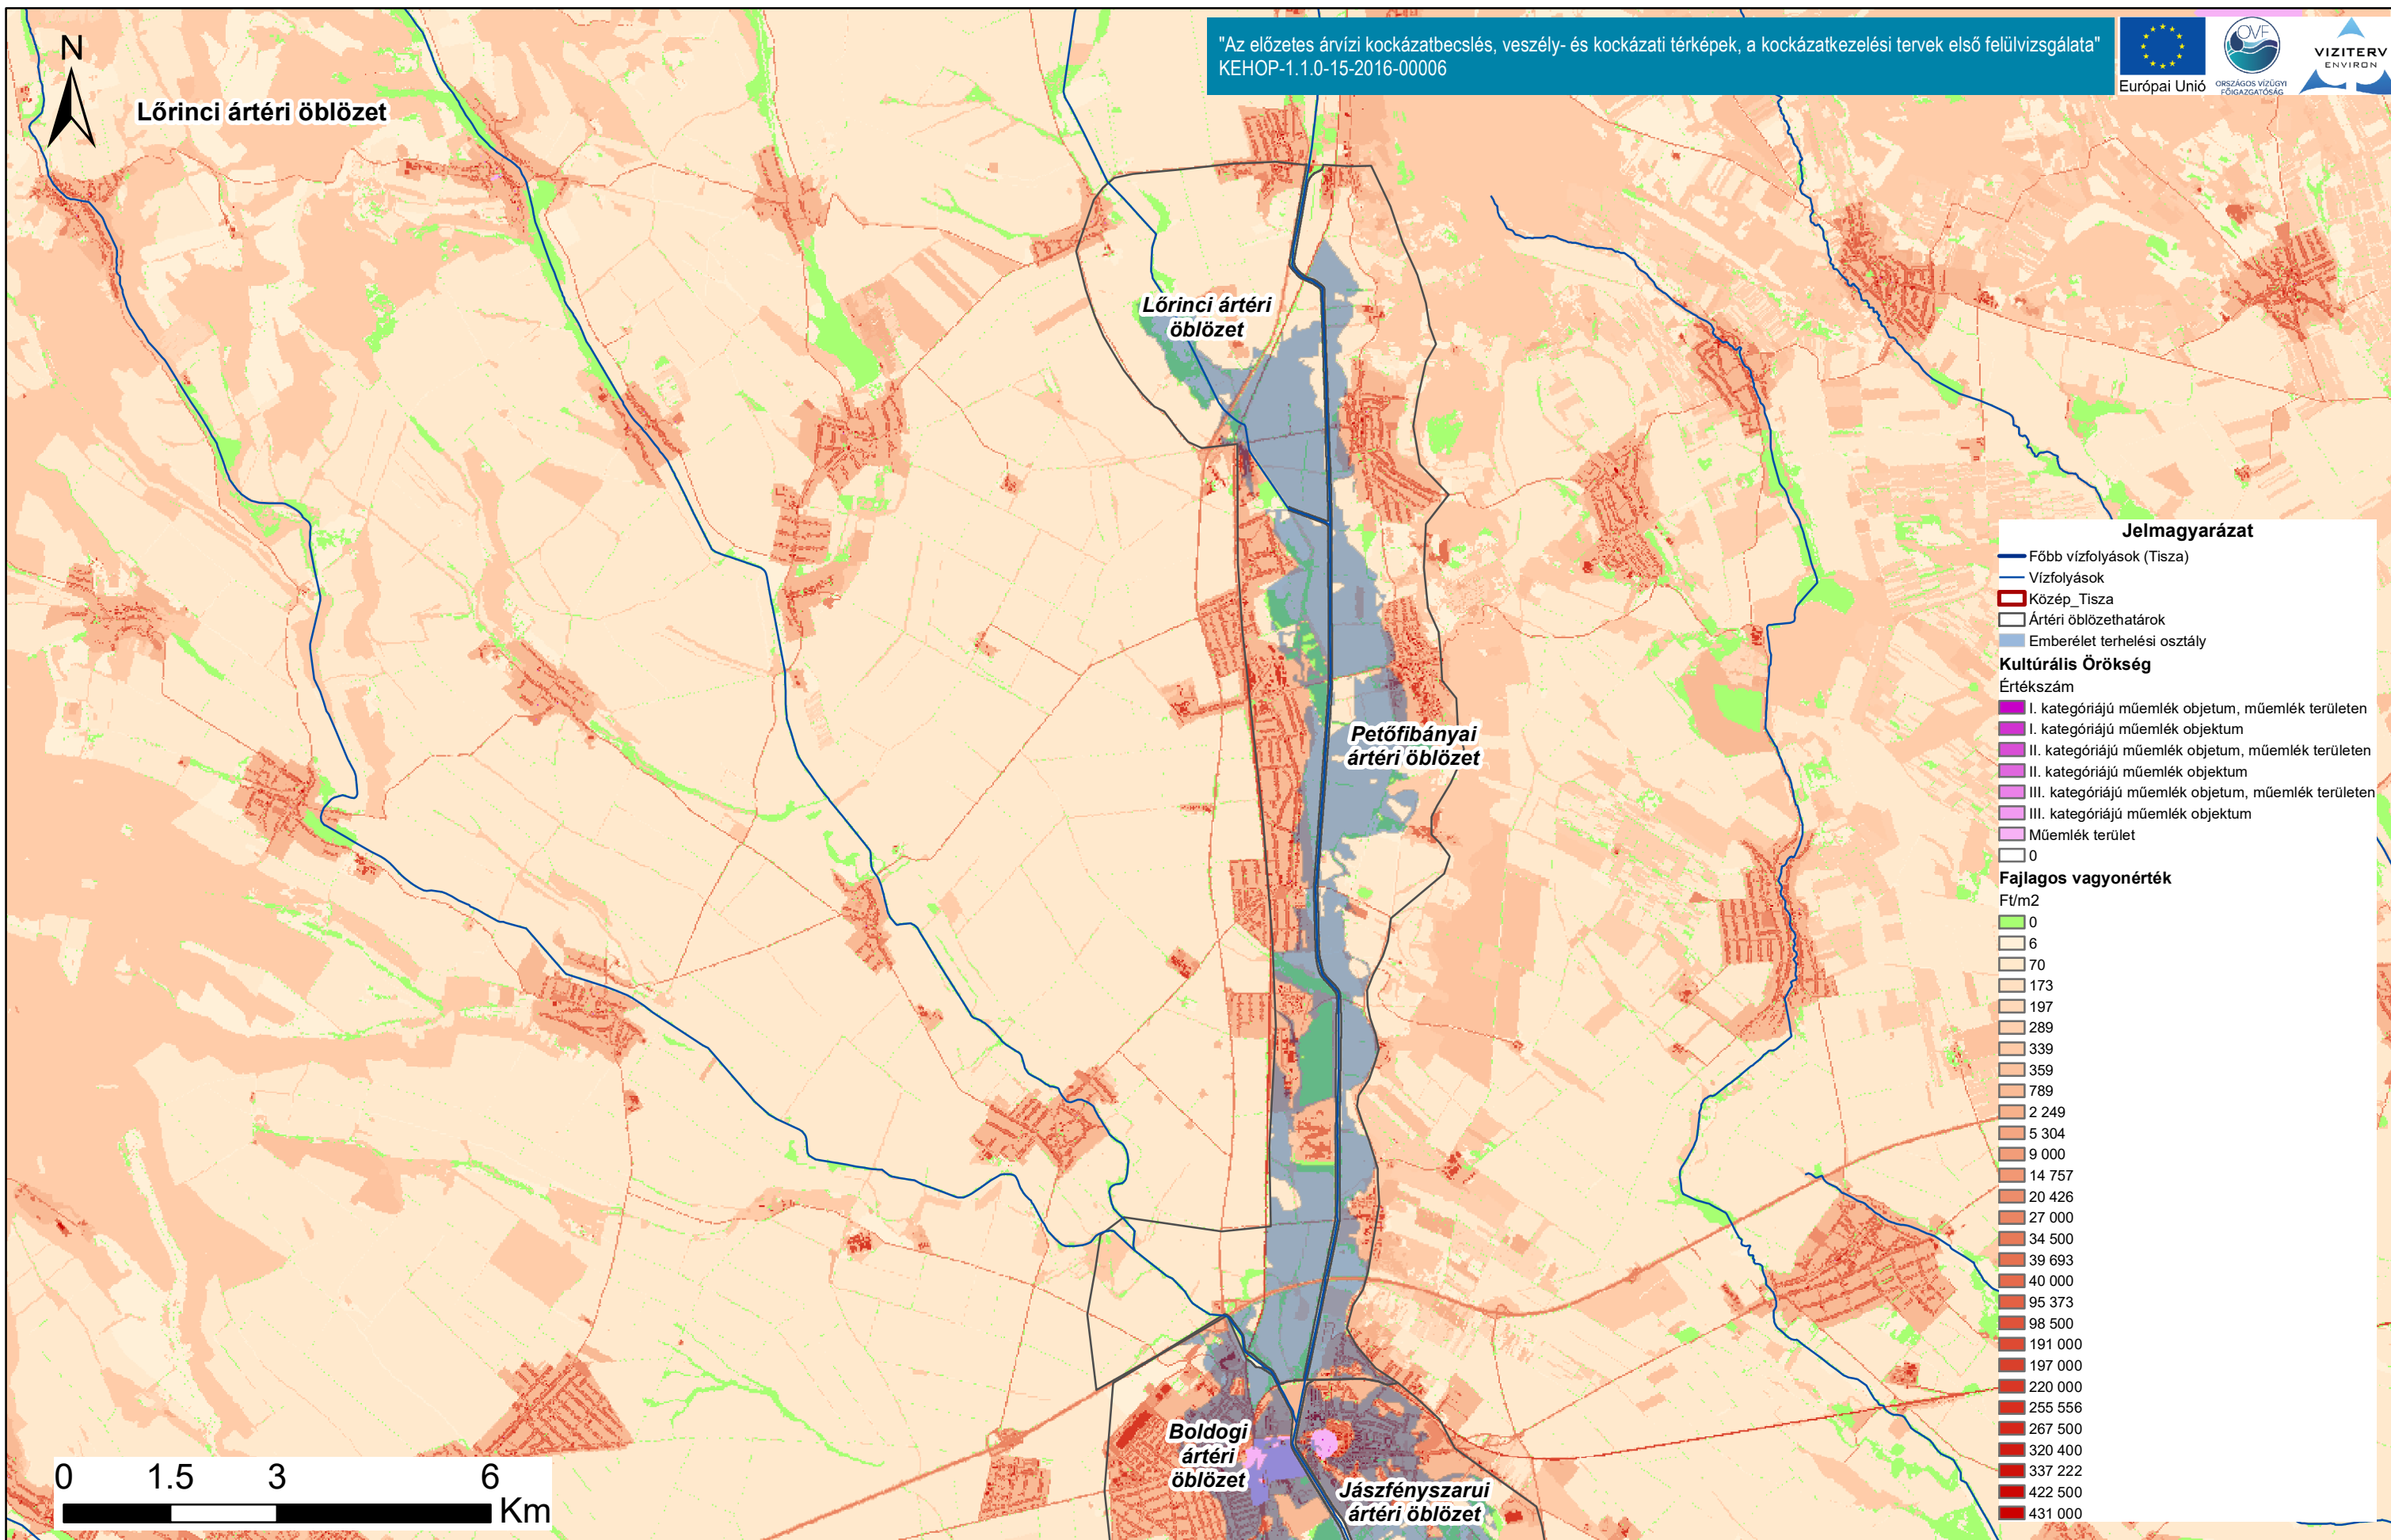 N
Lőrinci ártéri öblözet
"Az előzetes árvízi kockázatbecslés, veszély- és kockázati térképek, a kockázatkezelési tervek első felülvizsgálata"
KEHOP-1.1.0-15-2016-00006
Európai Unió
OVF
ORSZÁGOS VÍZÜGYI
FŐIGAZGATÓSÁG
VIZITERV
ENVIRON
Lőrinci ártéri
öblözet
Petőfibányai
ártéri öblözet
Boldogi
ártéri
öblözet
Jászfényszarui
ártéri öblözet
0 1.5 3 6
Km
Jelmagyarázat
Főbb vízfolyások (Tisza)
Vízfolyások
Közép_Tisza
Ártéri öblözethatárok
Emberélet terhelési osztály
Kultúrális Örökség
Értékszám
I. kategóriájú műemlék objetum, műemlék területen
I. kategóriájú műemlék objektum
II. kategóriájú műemlék objetum, műemlék területen
II. kategóriájú műemlék objektum
III. kategóriájú műemlék objetum, műemlék területen
III. kategóriájú műemlék objektum
Műemlék terület
0
Fajlagos vagyonérték
Ft/m2
0
6
70
173
197
289
339
359
789
2 249
5 304
9 000
14 757
20 426
27 000
34 500
39 693
40 000
95 373
98 500
191 000
197 000
220 000
255 556
267 500
320 400
337 222
422 500
431 000